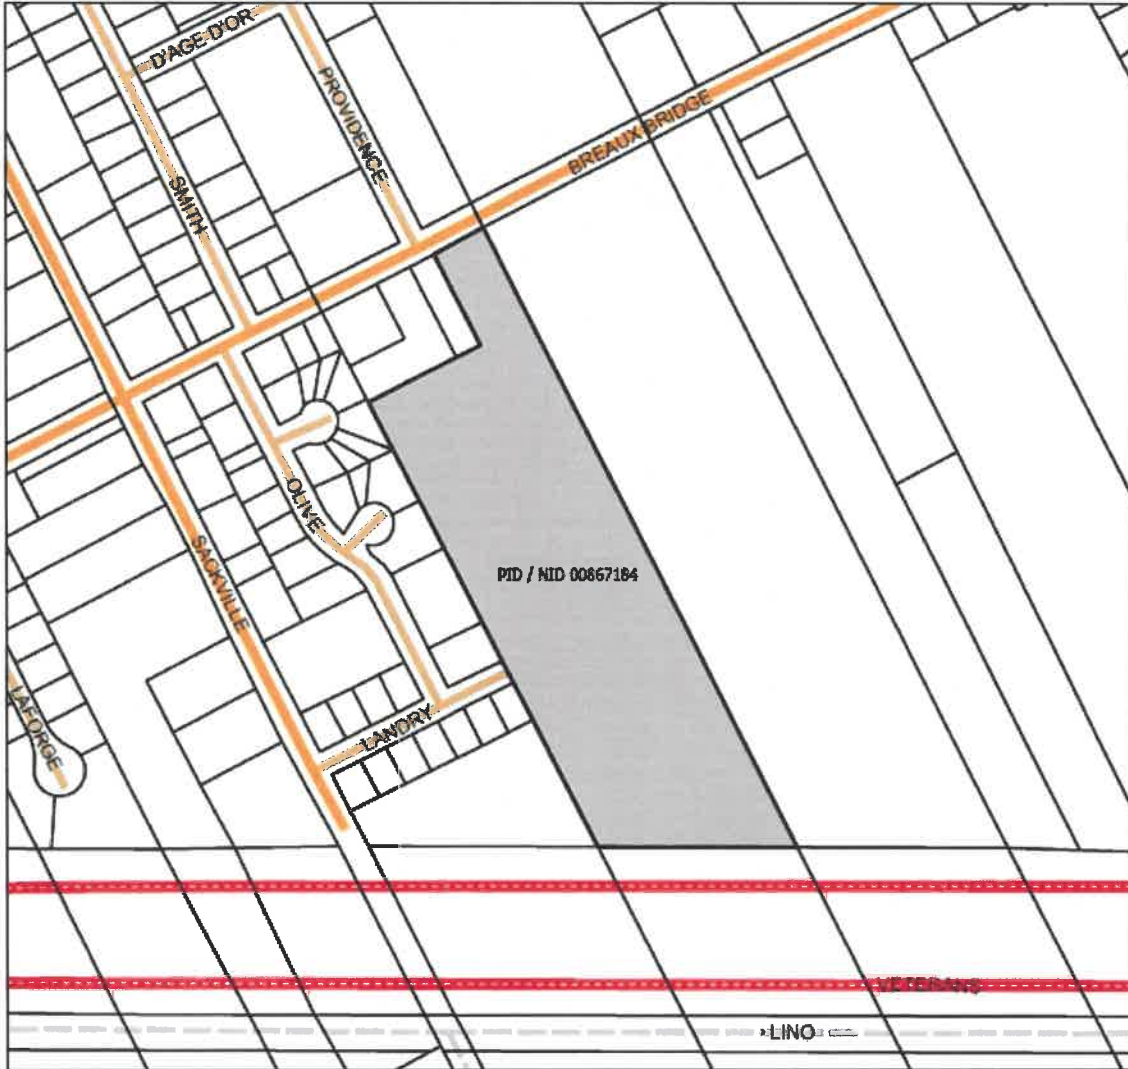 D'AGE D'OR
PROVIDENCE
BREAUX BRIDGE
SMITH
OLIVE
SACKVILLE
PID / NID 00867184
LAFORGE
LANDRY
VETERANS
LINO